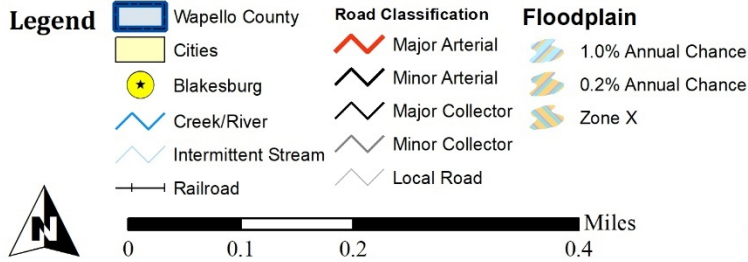 Legend
Wapello County
Cities
Blakesburg
Creek/River
Intermittent Stream
Railroad
Road Classification
Major Arterial
Minor Arterial
Major Collector
Minor Collector
Local Road
Floodplain
1.0% Annual Chance
0.2% Annual Chance
Zone X
N
Miles
0 0.1 0.2 0.4